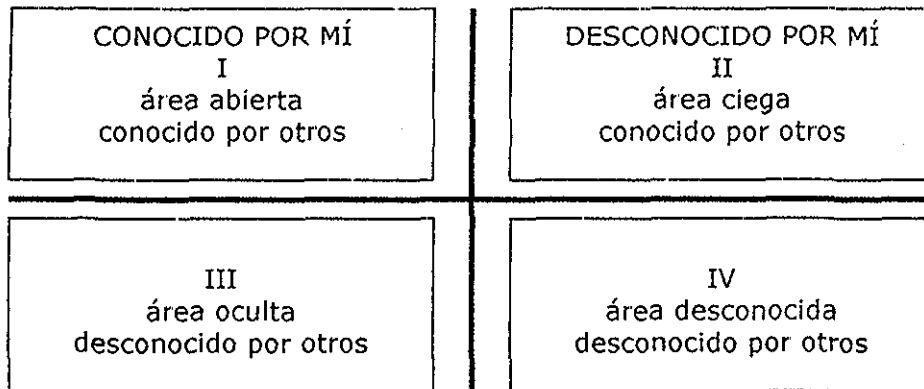 CONOCIDO POR MÍ
I
área abierta
conocido por otros
DESCONOCIDO POR MÍ
II
área ciega
conocido por otros
III
área oculta
desconocido por otros
IV
área desconocida
desconocido por otros